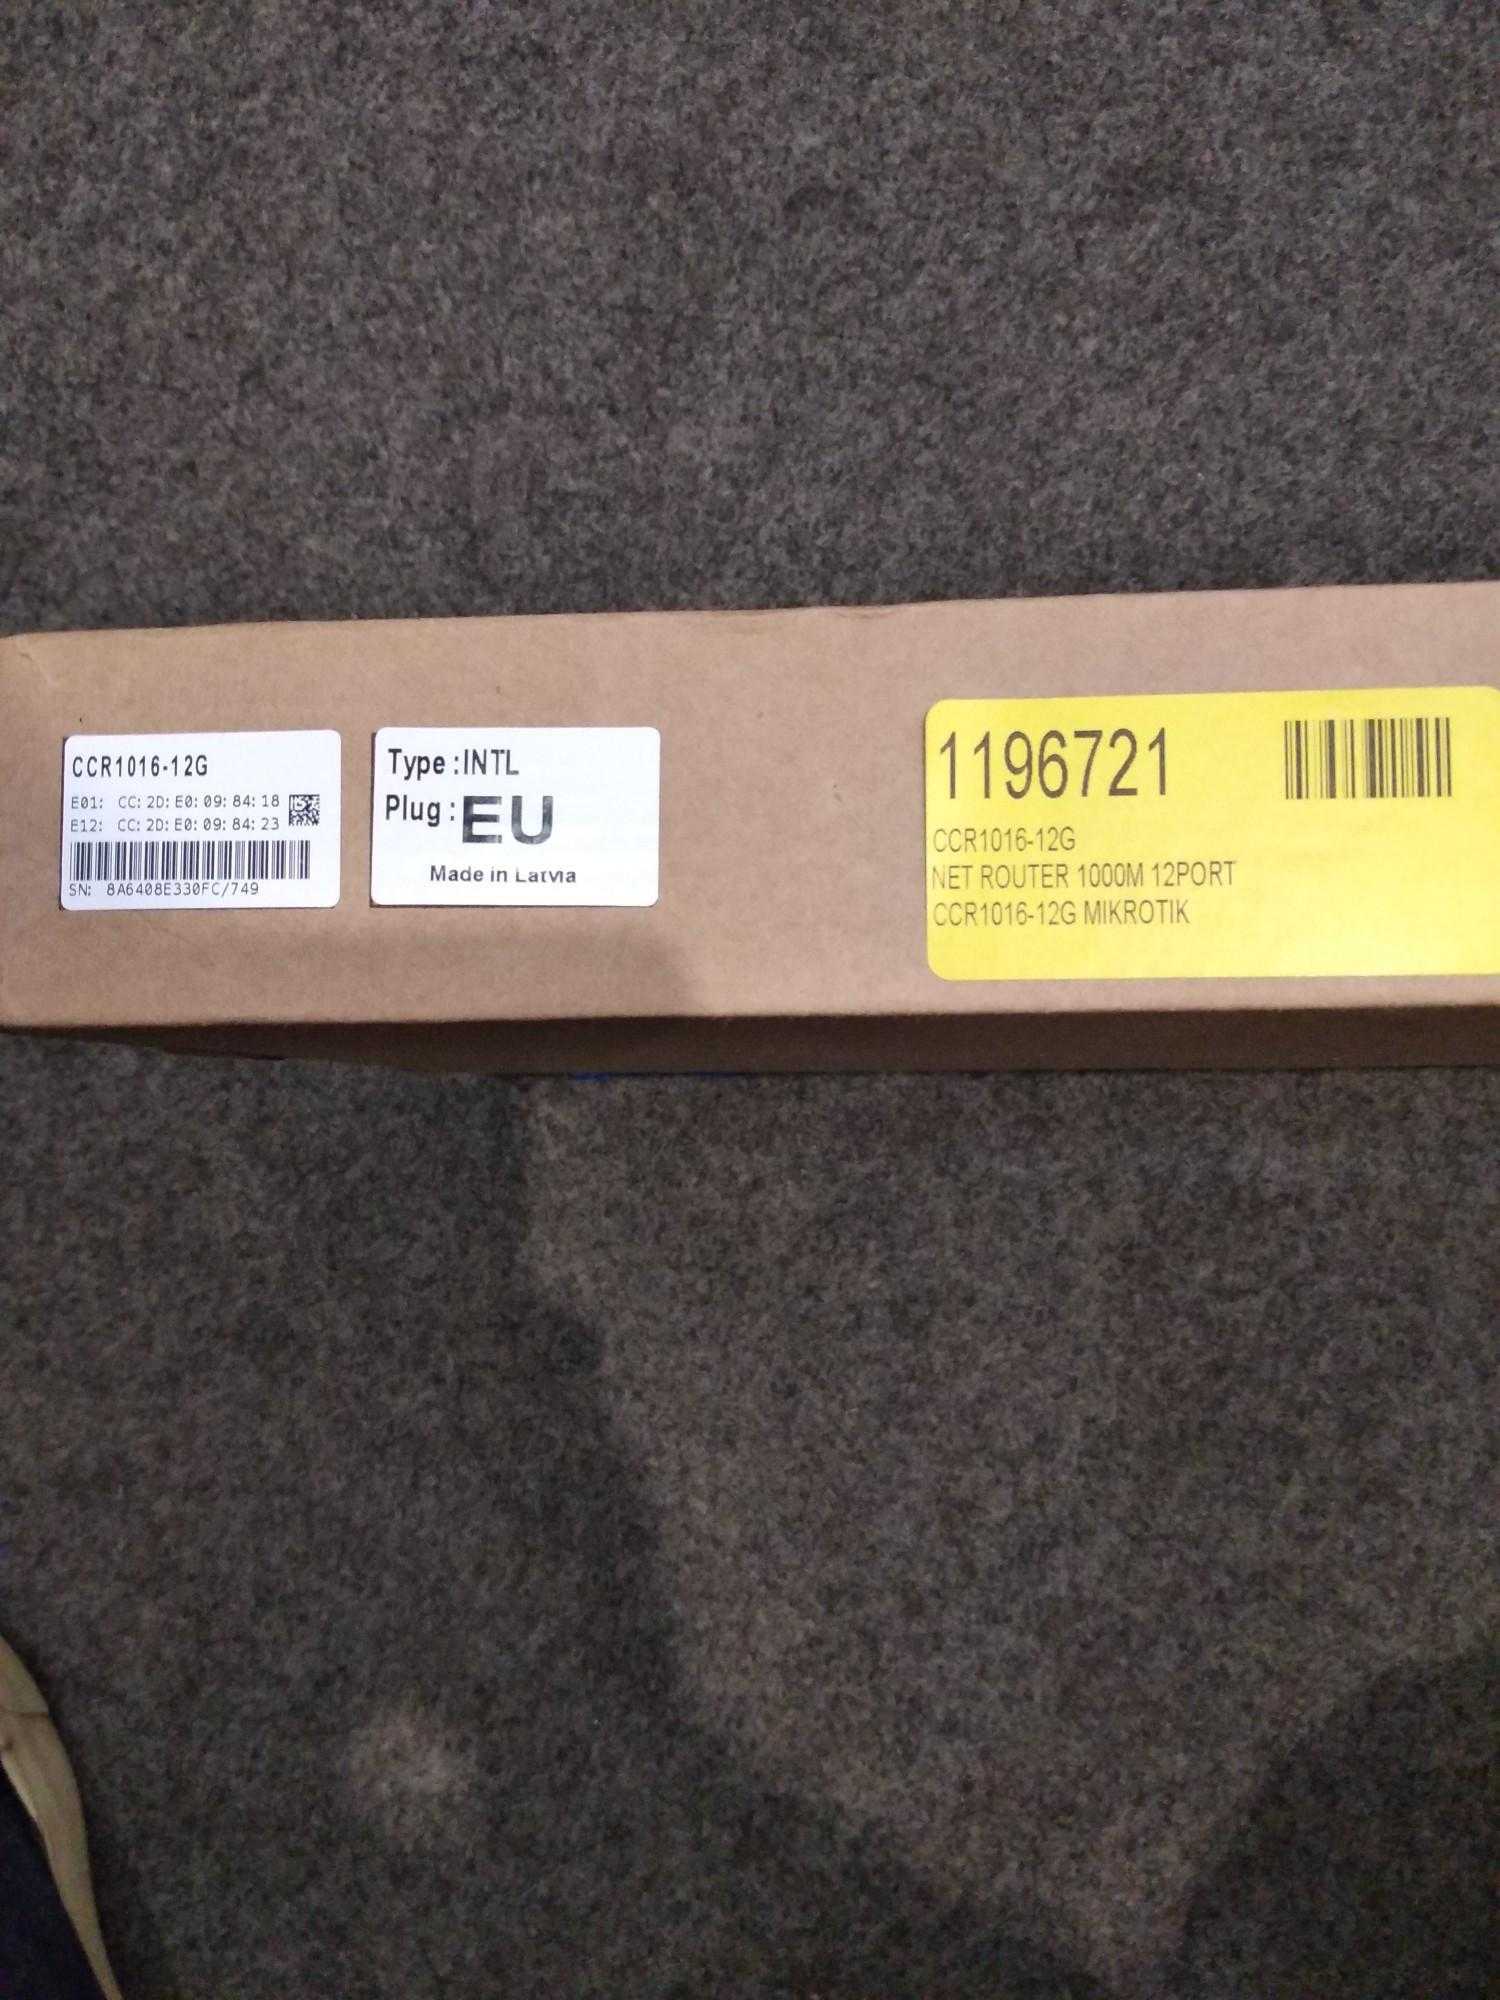 CCR1016-12G
E01: CC:2D:E0:09:84:18
E12: CC:2D:E0:09:84:23
SN: 8A6408E330FC/749
Type :INTL
Plug :EU
Made in Latvia
1196721
CCR1016-12G
NET ROUTER 1000M 12PORT
CCR1016-12G MIKROTIK